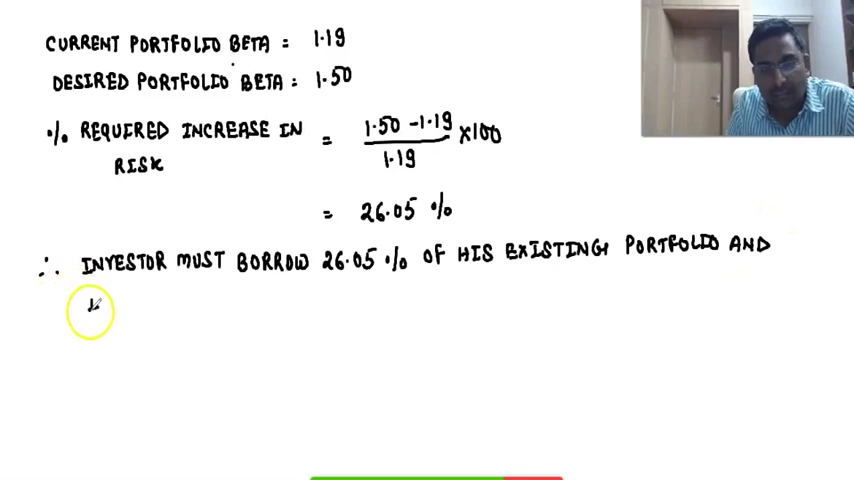 CURRENT PORTFOLIO BETA = 1.19
DESIRED PORTFOLIO BETA = 1.50
% REQUIRED INCREASE IN RISK = (1.50 - 1.19)/1.19 × 100
= 26.05 %
∴ INVESTOR MUST BORROW 26.05 % OF HIS EXISTING PORTFOLIO AND